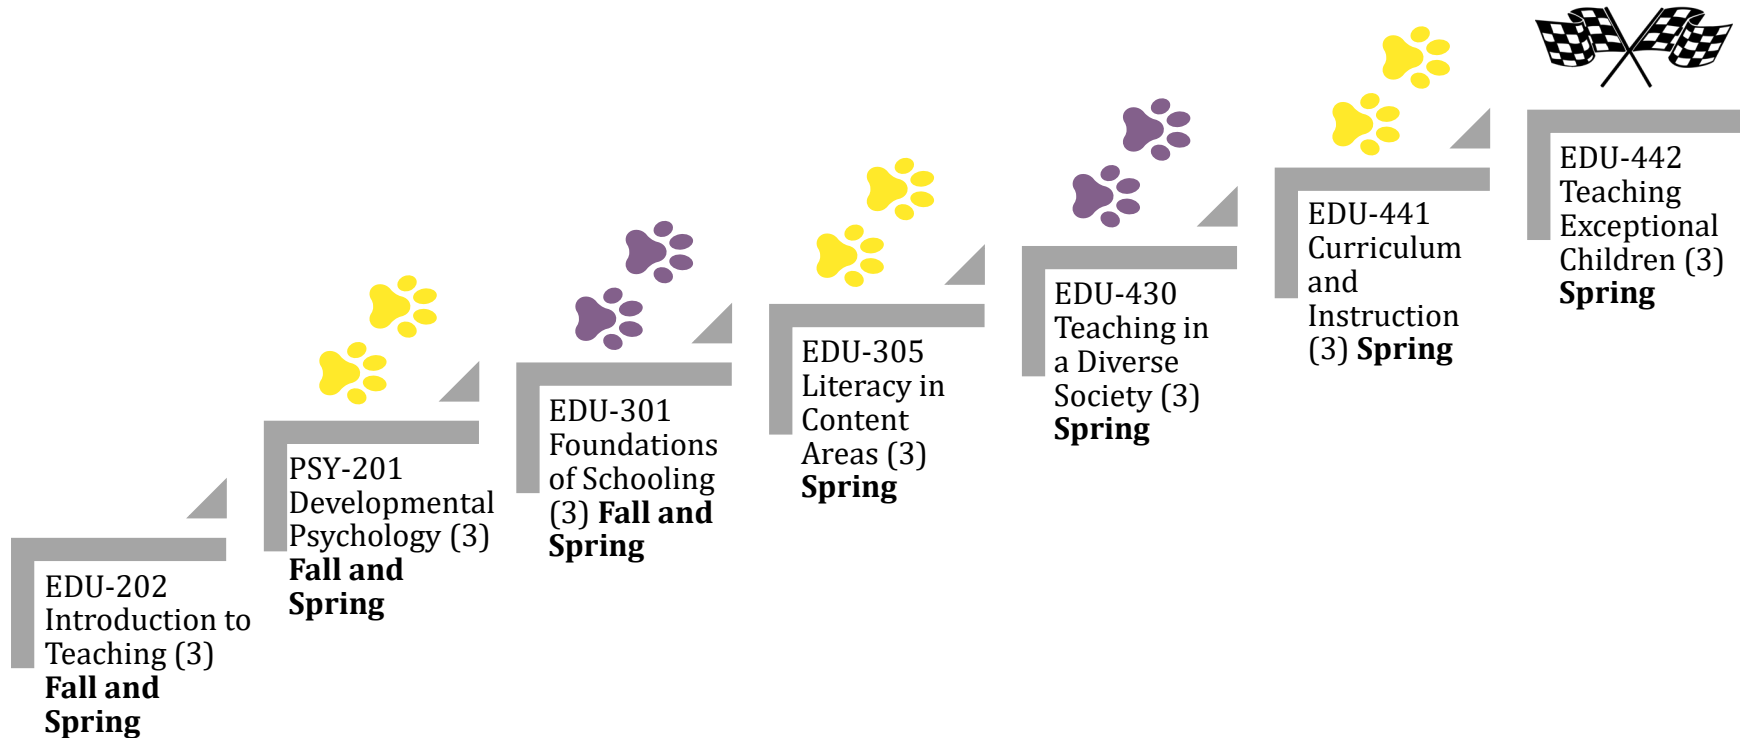 EDU-202
Introduction to
Teaching (3)
Fall and
Spring
PSY-201
Developmental
Psychology (3)
Fall and
Spring
EDU-301
Foundations
of Schooling
(3) Fall and
Spring
EDU-305
Literacy in
Content
Areas (3)
Spring
EDU-430
Teaching in
a Diverse
Society (3)
Spring
EDU-441
Curriculum
and
Instruction
(3) Spring
EDU-442
Teaching
Exceptional
Children (3)
Spring